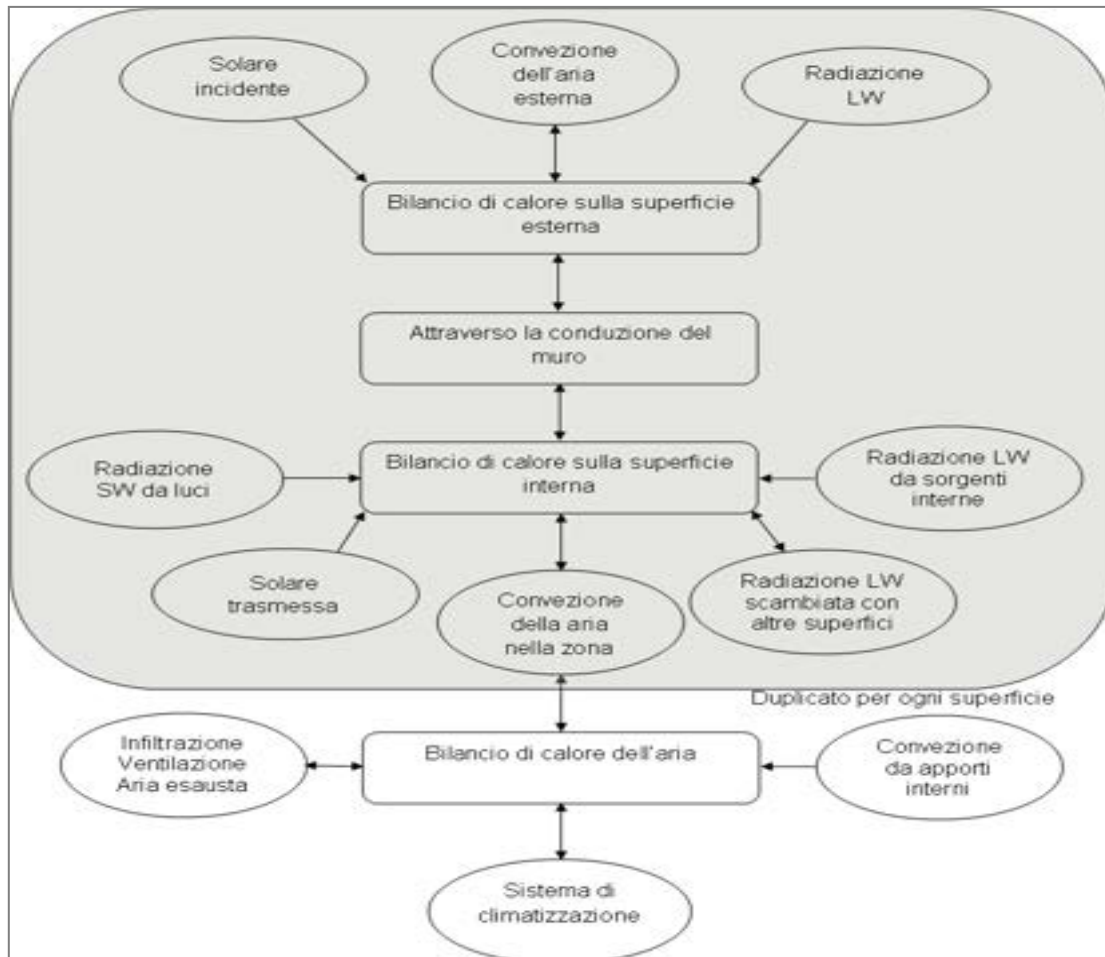 Solare
incidente
Convezione
dell'aria
esterna
Radiazione
LW
Bilancio di calore sulla superficie
esterna
Attraverso la conduzione del
muro
Radiazione
SW da luci
Bilancio di calore sulla superficie
interna
Radiazione LW
da sorgenti
interne
Solare
trasmessa
Convezione
della aria
nella zona
Radiazione LW
scambiata con
altre superfici
Duplicato per ogni superficie
Infiltrazione
Ventilazione
Aria esausta
Bilancio di calore dell'aria
Convezione
da apporti
interni
Sistema di
climatizzazione